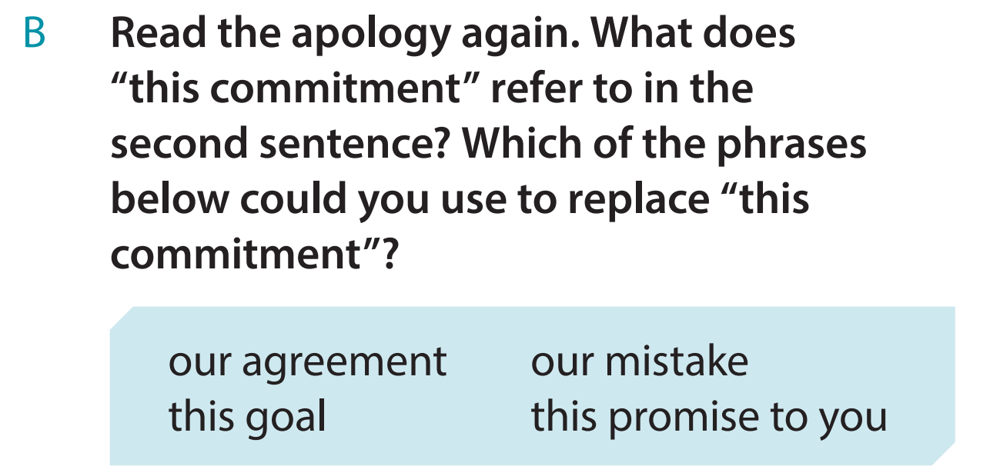 B Read the apology again. What does
“this commitment” refer to in the
second sentence? Which of the phrases
below could you use to replace “this
commitment”?
our agreement our mistake
this goal this promise to you